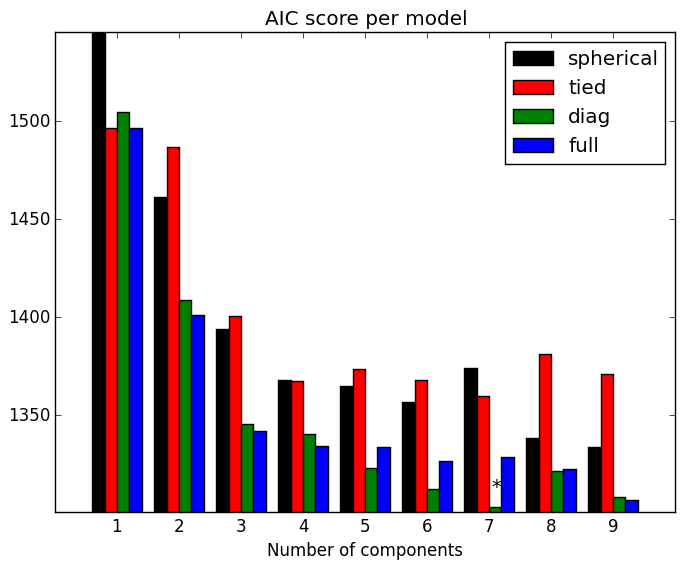 AIC score per model
spherical
tied
diag
full
1500
1450
1400
1350
*
1 2 3 4 5 6 7 8 9
Number of components